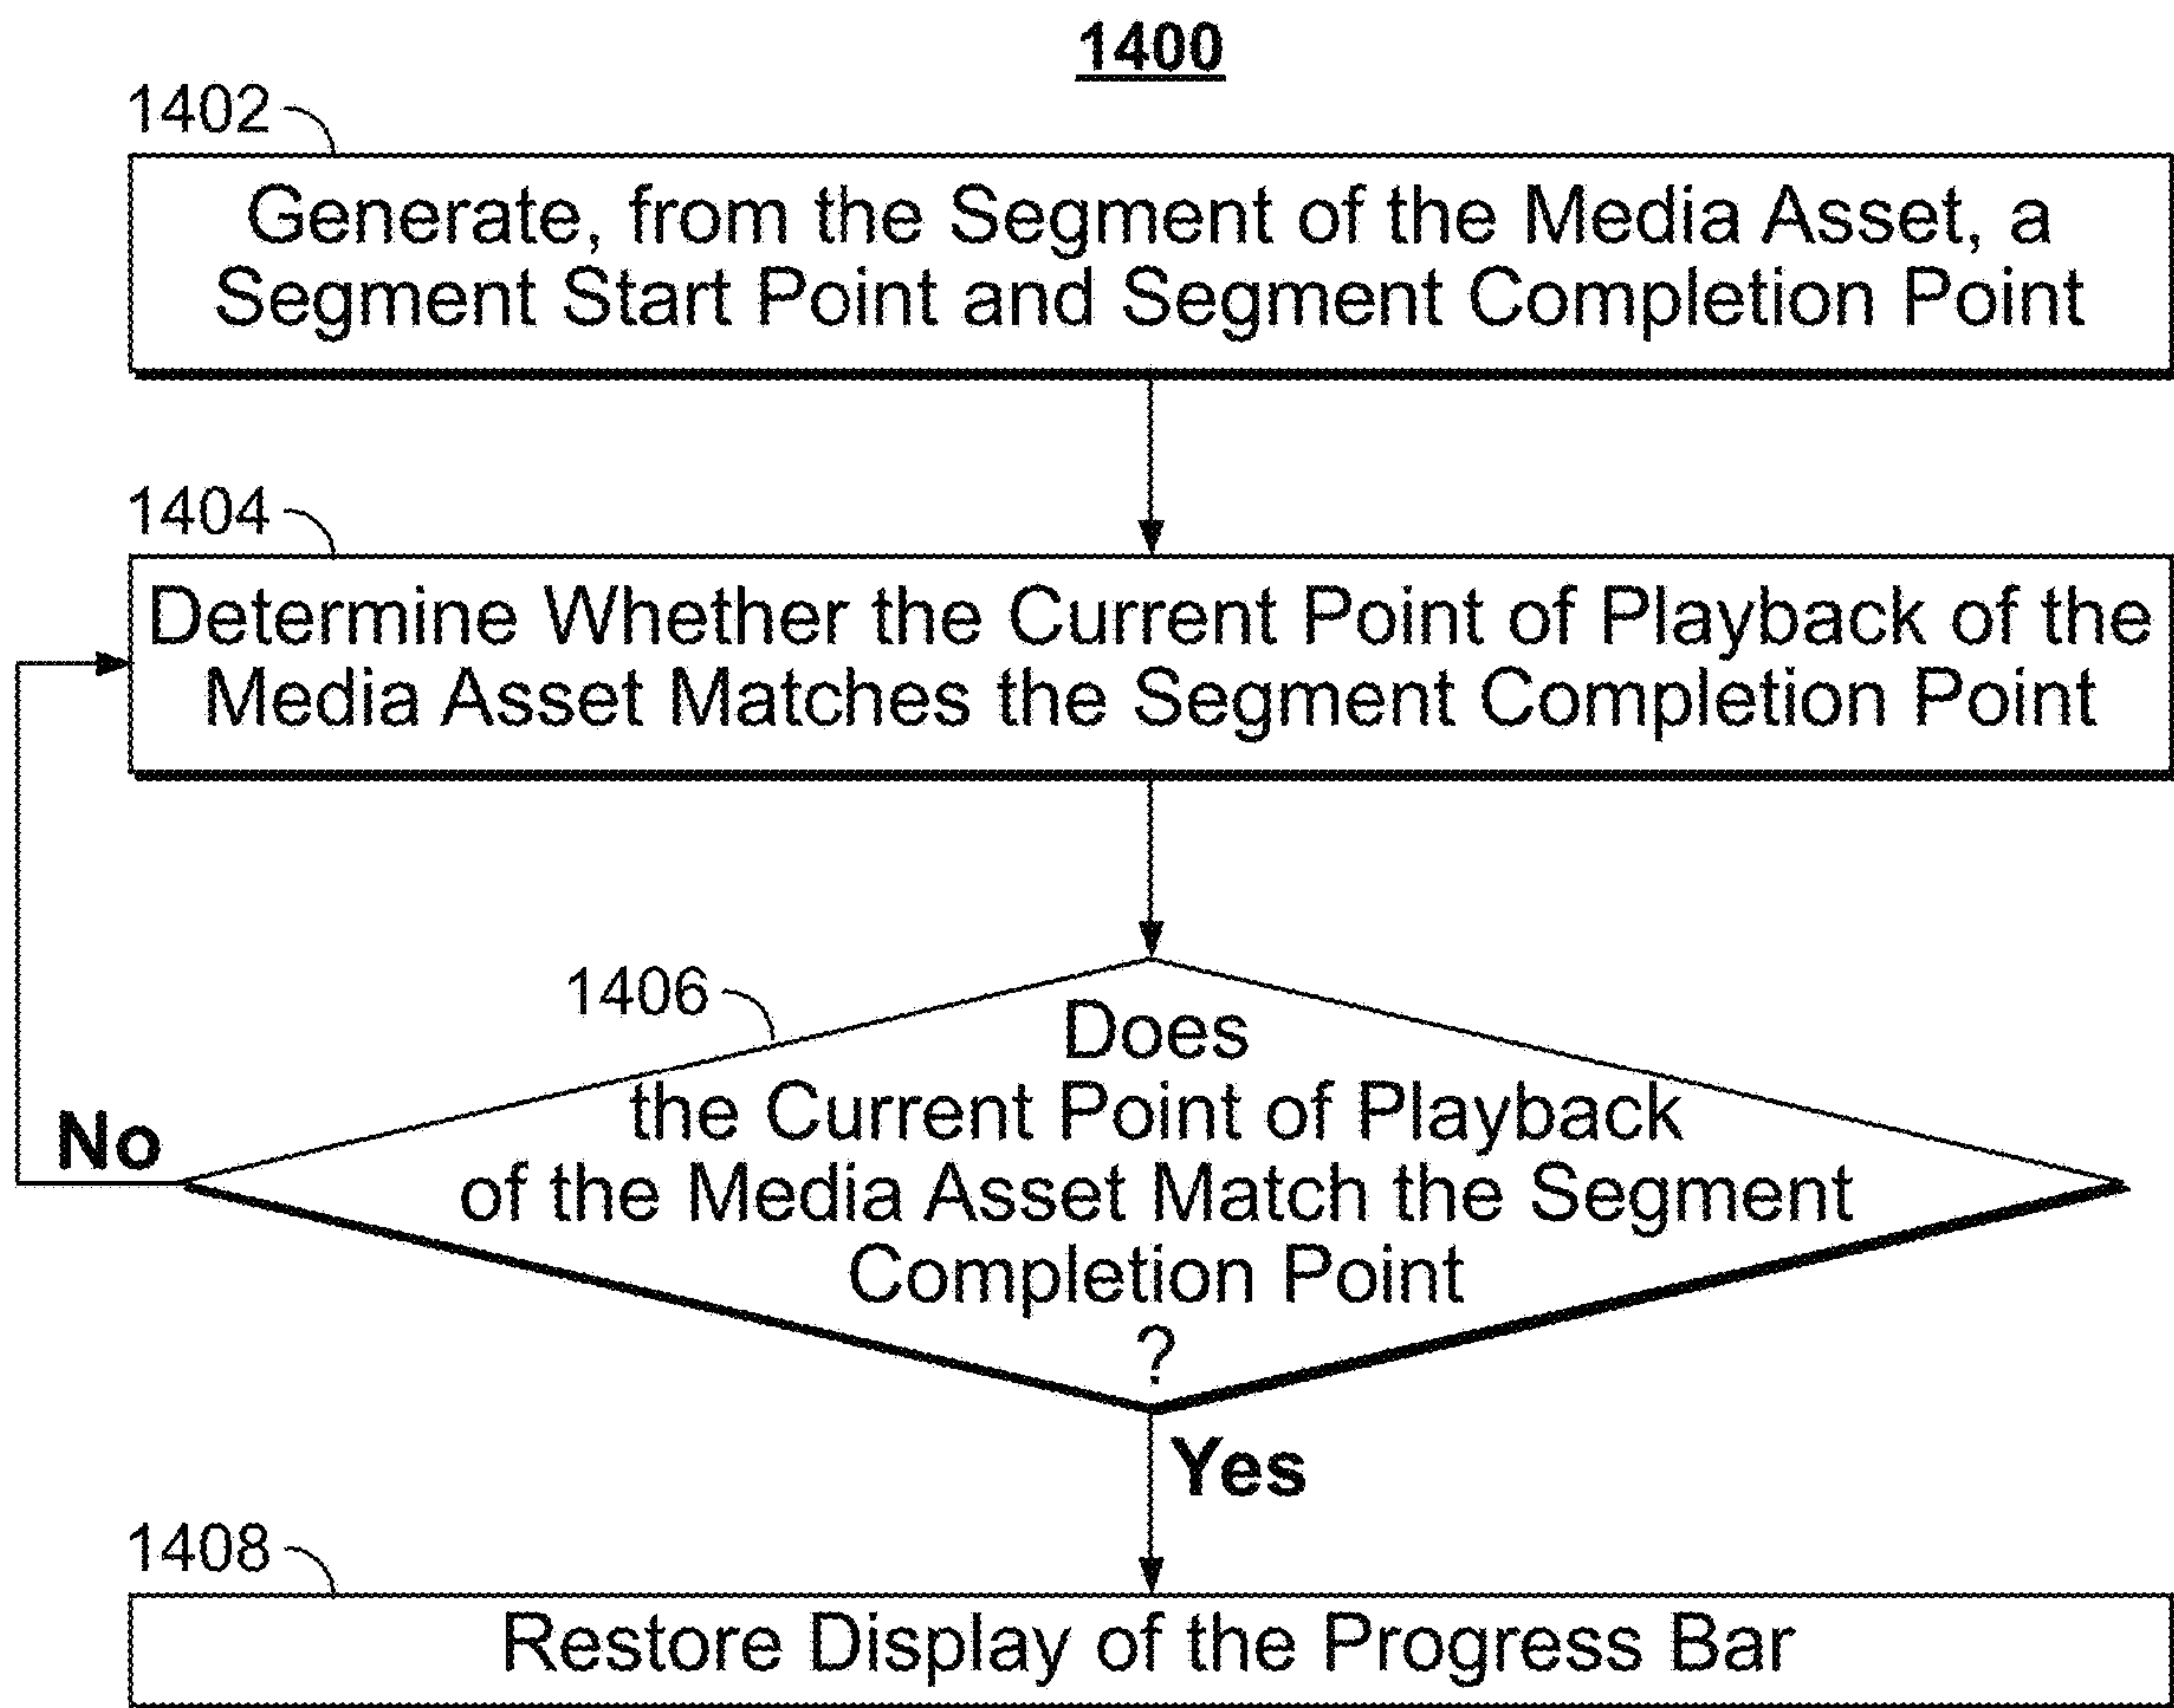 1400
1402
Generate, from the Segment of the Media Asset, a
Segment Start Point and Segment Completion Point
1404
Determine Whether the Current Point of Playback of the
Media Asset Matches the Segment Completion Point
1406
Does
the Current Point of Playback
of the Media Asset Match the Segment
Completion Point
?
No
Yes
1408
Restore Display of the Progress Bar